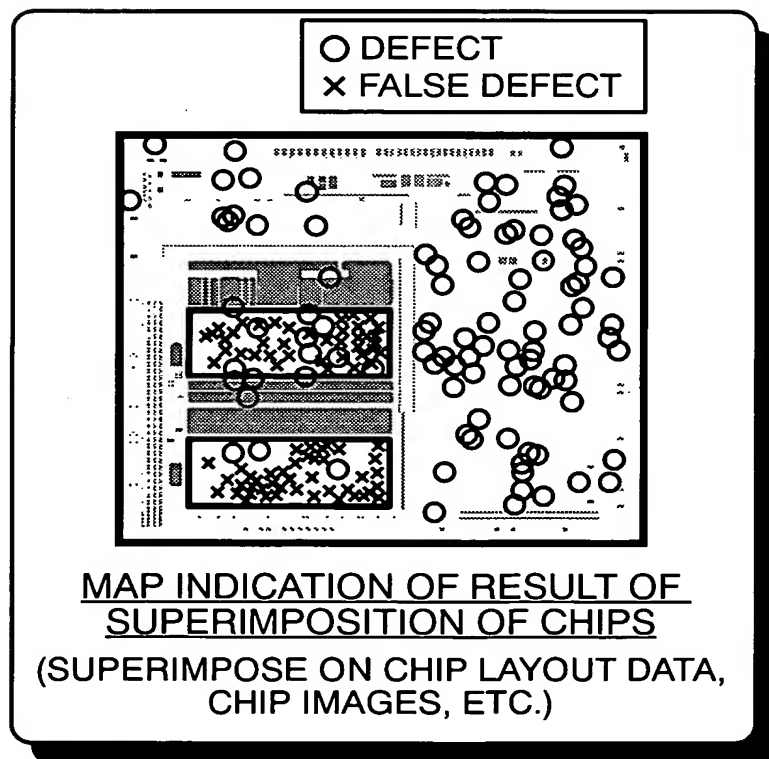 ○ DEFECT
× FALSE DEFECT
MAP INDICATION OF RESULT OF
SUPERIMPOSITION OF CHIPS
(SUPERIMPOSE ON CHIP LAYOUT DATA,
CHIP IMAGES, ETC.)